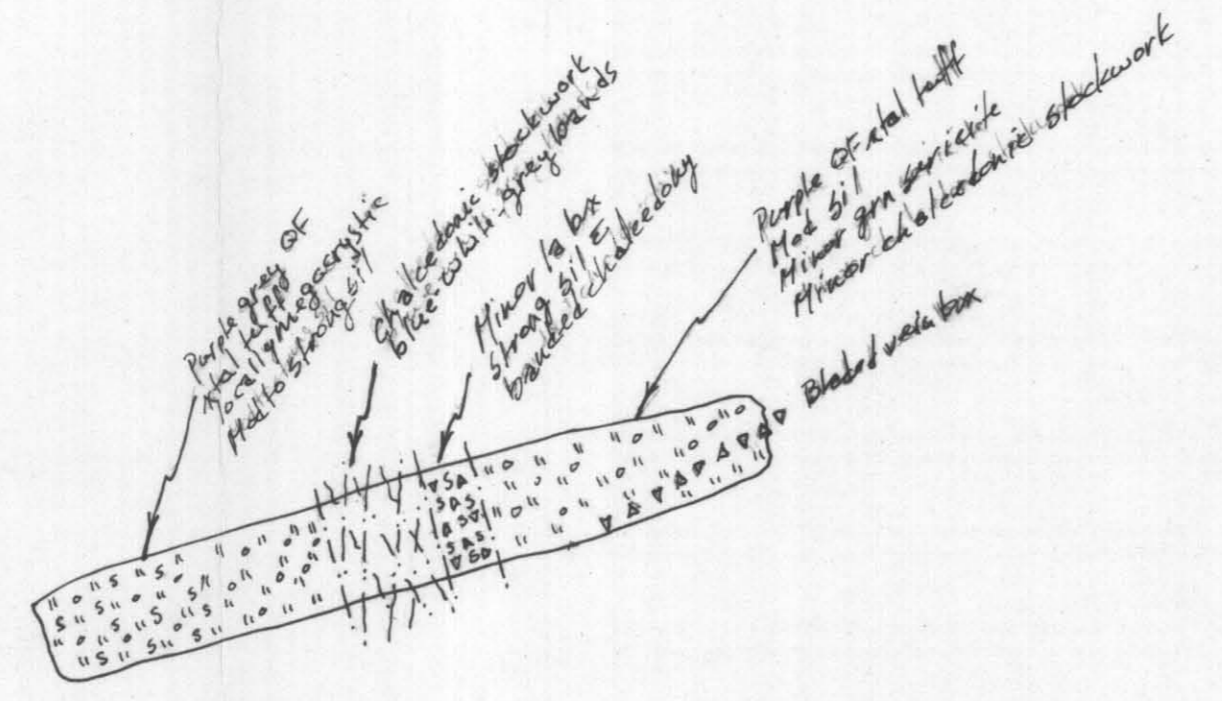 Purple grey QF
xtal tuff
locally megacrystic
Mod to strong sil
Chalcedonic stockwork
blue white - grey bands
Minor la bx
strong sil E
banded chalcedony
Purple QF xtal tuff
Mod sil
Minor grn sericite
Minor chalcedonic stockwork
Bladed vein box